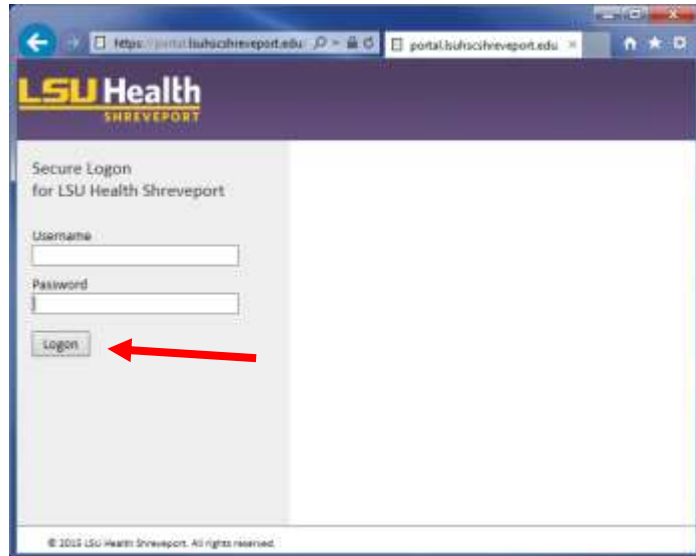 https://portal.lsuhscshreveport.edu
portal.lsuhscshreveport.edu
LSU Health
SHREVEPORT
Secure Logon
for LSU Health Shreveport
Username
Password
Logon
© 2015 LSU Health Shreveport. All rights reserved.